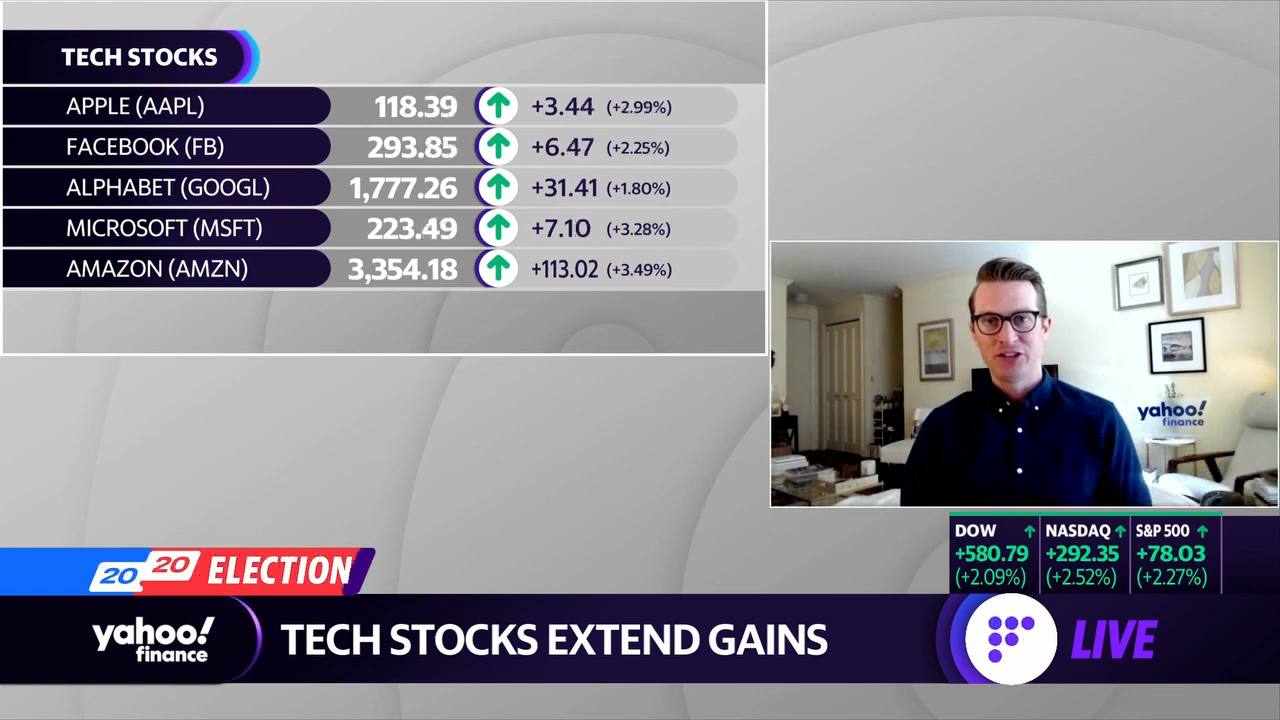 TECH STOCKS
APPLE (AAPL) 118.39 +3.44 (+2.99%)
FACEBOOK (FB) 293.85 +6.47 (+2.25%)
ALPHABET (GOOGL) 1,777.26 +31.41 (+1.80%)
MICROSOFT (MSFT) 223.49 +7.10 (+3.28%)
AMAZON (AMZN) 3,354.18 +113.02 (+3.49%)
yahoo!
finance
DOW NASDAQ S&P 500
+580.79 +292.35 +78.03
(+2.09%) (+2.52%) (+2.27%)
2020 ELECTION
yahoo!
finance
TECH STOCKS EXTEND GAINS
LIVE